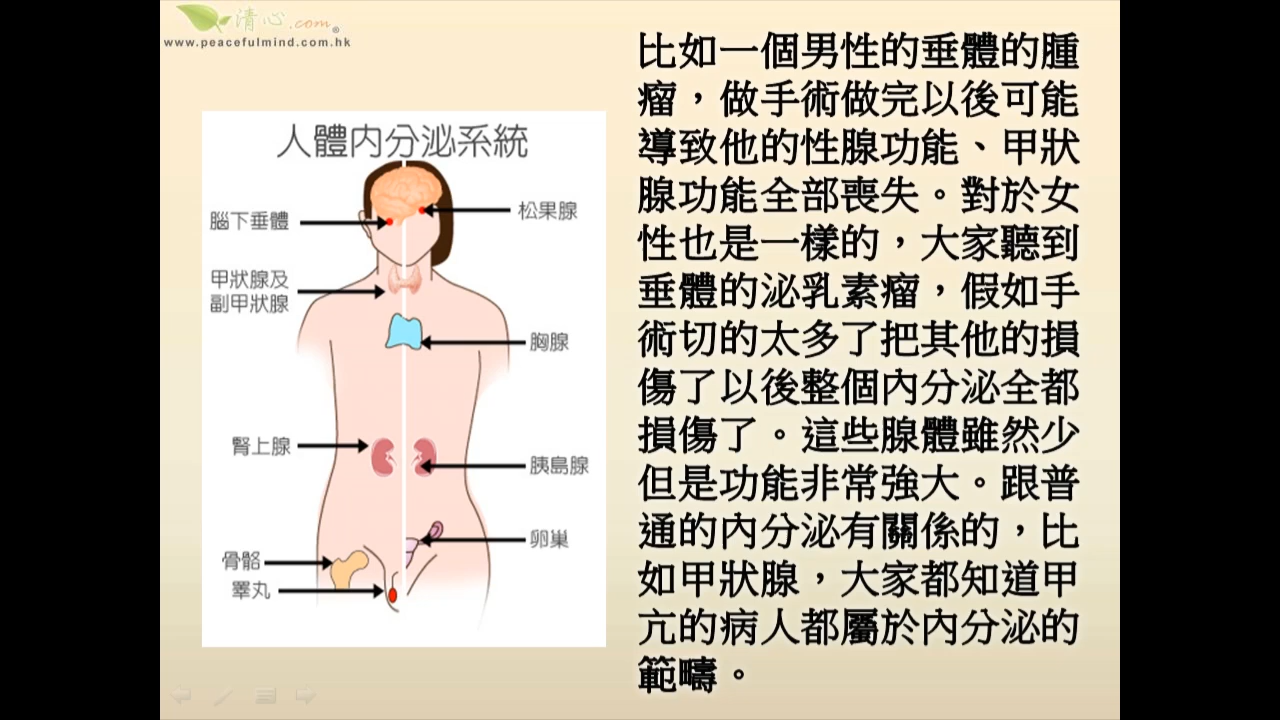 清心.com®
www.peacefulmind.com.hk
人體內分泌系統
腦下垂體
松果腺
甲狀腺及
副甲狀腺
胸腺
腎上腺
胰島腺
卵巢
骨骼
睪丸
比如一個男性的垂體的腫
瘤，做手術做完以後可能
導致他的性腺功能、甲狀
腺功能全部喪失。對於女
性也是一樣的，大家聽到
垂體的泌乳素瘤，假如手
術切的太多了把其他的損
傷了以後整個內分泌全都
損傷了。這些腺體雖然少
但是功能非常強大。跟普
通的內分泌有關係的，比
如甲狀腺，大家都知道甲
亢的病人都屬於內分泌的
範疇。